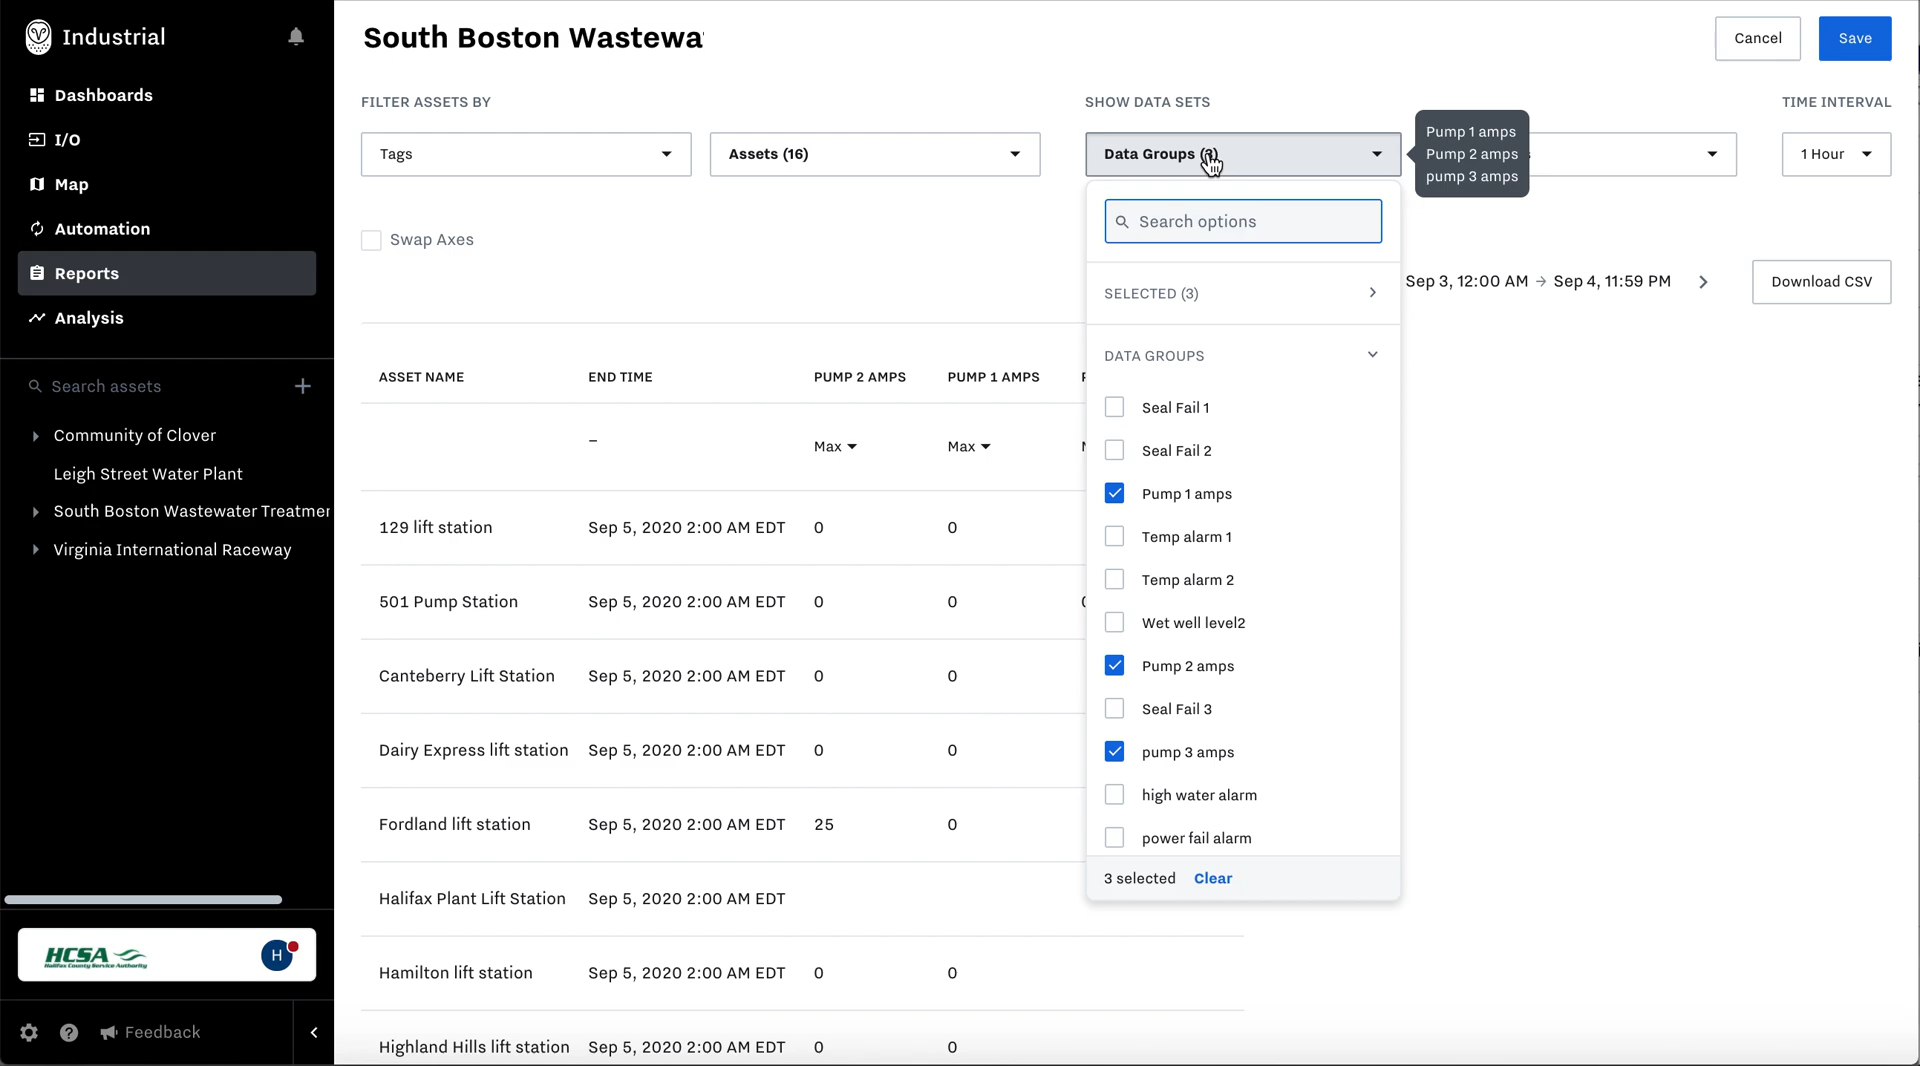 Industrial
Dashboards
I/O
Map
Automation
Reports
Analysis
Search assets
Community of Clover
Leigh Street Water Plant
South Boston Wastewater Treatmen
Virginia International Raceway
HCSA
Halifax County Service Authority
H
Feedback
South Boston Wastewa
Cancel
Save
FILTER ASSETS BY
SHOW DATA SETS
TIME INTERVAL
Tags
Assets (16)
Data Groups (3)
Pump 1 amps
Pump 2 amps
pump 3 amps
1 Hour
Swap Axes
Sep 3, 12:00 AM → Sep 4, 11:59 PM
Download CSV
Search options
SELECTED (3)
DATA GROUPS
Seal Fail 1
Seal Fail 2
Pump 1 amps
Temp alarm 1
Temp alarm 2
Wet well level2
Pump 2 amps
Seal Fail 3
pump 3 amps
high water alarm
power fail alarm
3 selected Clear
ASSET NAME END TIME PUMP 2 AMPS PUMP 1 AMPS
– Max Max
129 lift station Sep 5, 2020 2:00 AM EDT 0 0
501 Pump Station Sep 5, 2020 2:00 AM EDT 0 0
Canteberry Lift Station Sep 5, 2020 2:00 AM EDT 0 0
Dairy Express lift station Sep 5, 2020 2:00 AM EDT 0 0
Fordland lift station Sep 5, 2020 2:00 AM EDT 25 0
Halifax Plant Lift Station Sep 5, 2020 2:00 AM EDT
Hamilton lift station Sep 5, 2020 2:00 AM EDT 0 0
Highland Hills lift station Sep 5, 2020 2:00 AM EDT 0 0